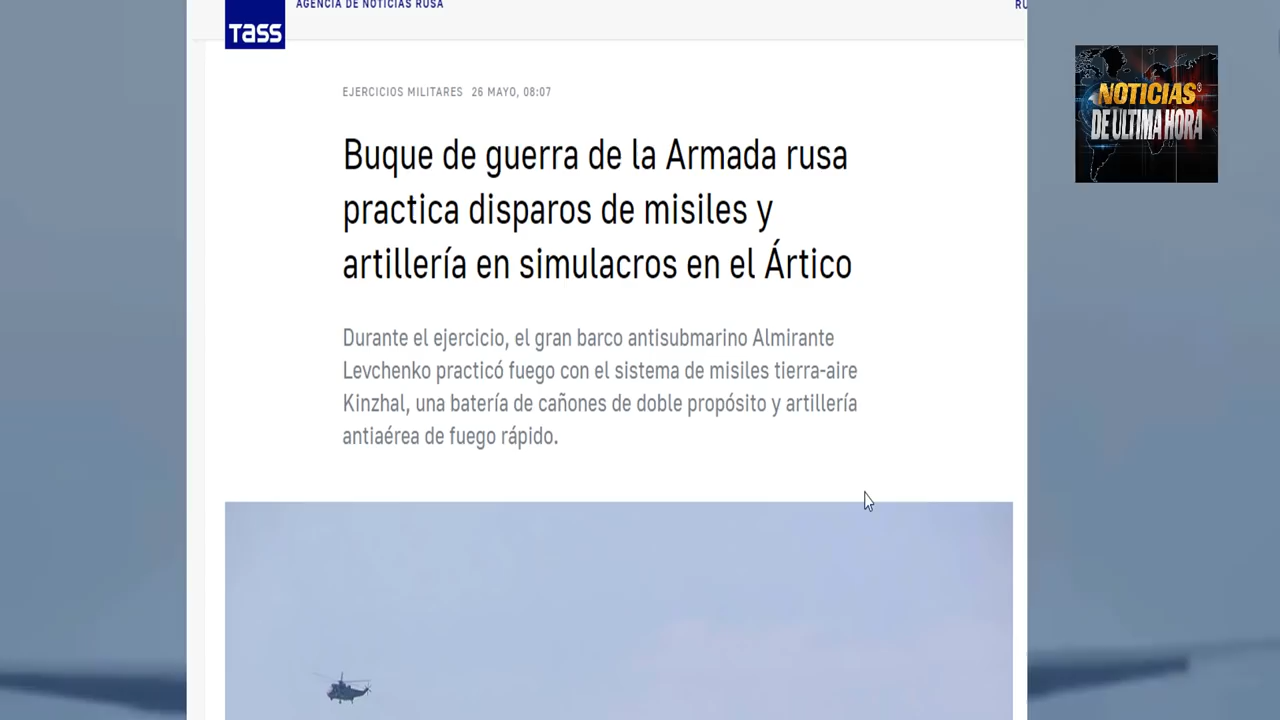 AGENCIA DE NOTICIAS RUSA
TASS
EJERCICIOS MILITARES 26 MAYO, 08:07
NOTICIAS
DE ULTIMA HORA
Buque de guerra de la Armada rusa
practica disparos de misiles y
artillería en simulacros en el Ártico
Durante el ejercicio, el gran barco antisubmarino Almirante
Levchenko practicó fuego con el sistema de misiles tierra-aire
Kinzhal, una batería de cañones de doble propósito y artillería
antiaérea de fuego rápido.